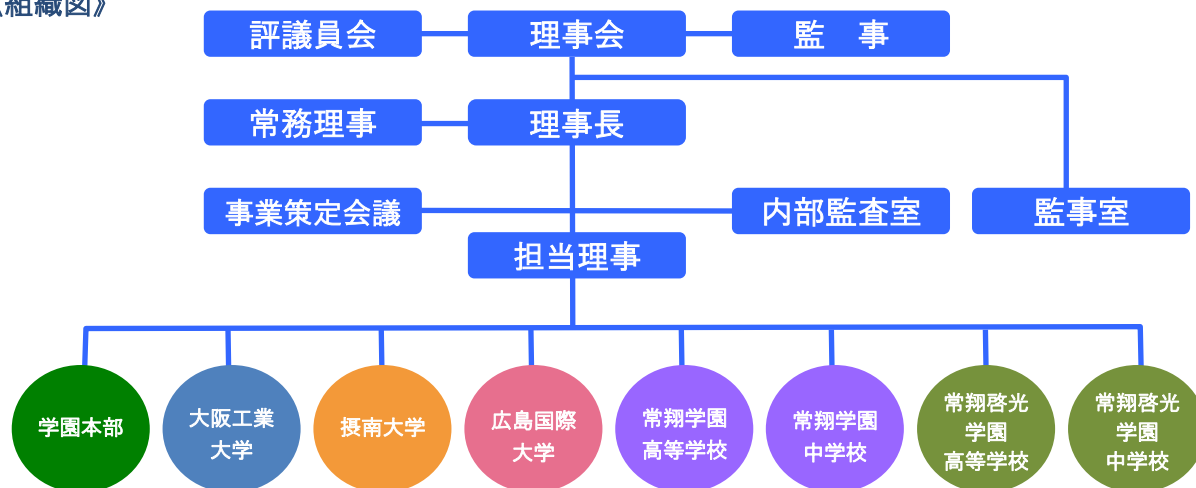 《組織図》
評議員会
理事会
監　事
常務理事
理事長
事業策定会議
内部監査室
監事室
担当理事
学園本部
大阪工業
大学
摂南大学
広島国際
大学
常翔学園
高等学校
常翔学園
中学校
常翔啓光
学園
高等学校
常翔啓光
学園
中学校